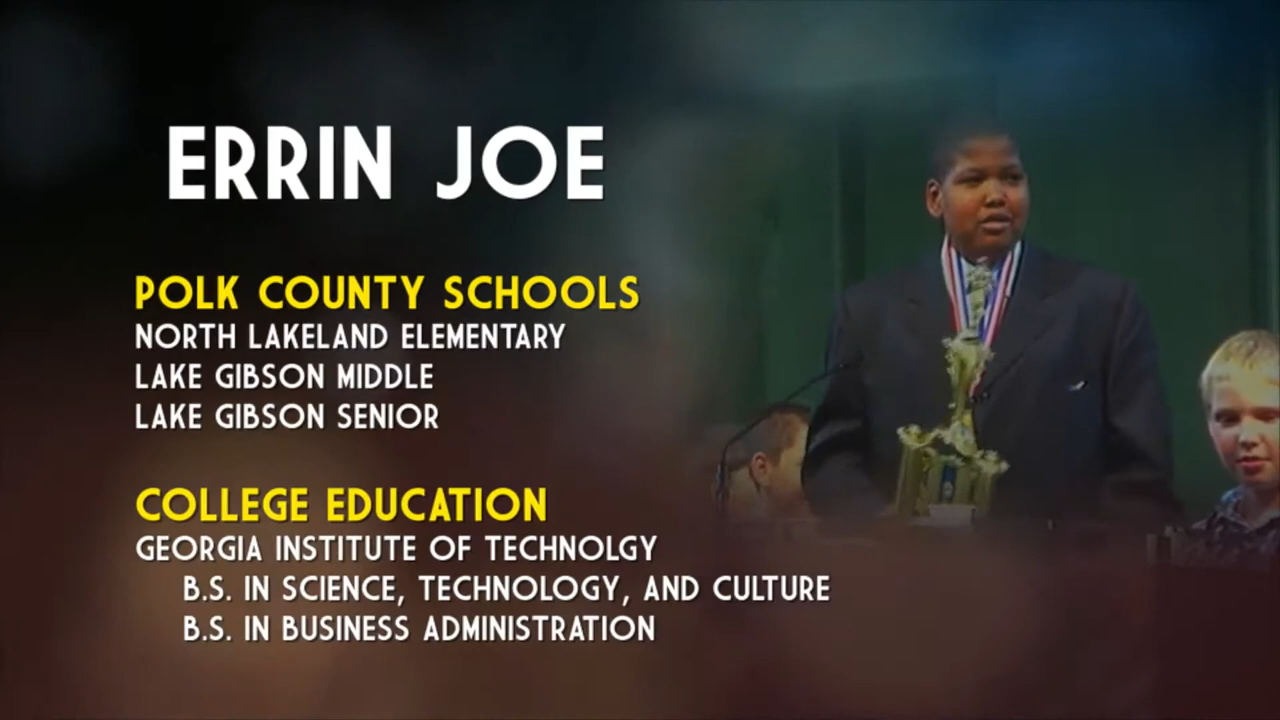 ERRIN JOE
POLK COUNTY SCHOOLS
NORTH LAKELAND ELEMENTARY
LAKE GIBSON MIDDLE
LAKE GIBSON SENIOR
COLLEGE EDUCATION
GEORGIA INSTITUTE OF TECHNOLGY
B.S. IN SCIENCE, TECHNOLOGY, AND CULTURE
B.S. IN BUSINESS ADMINISTRATION